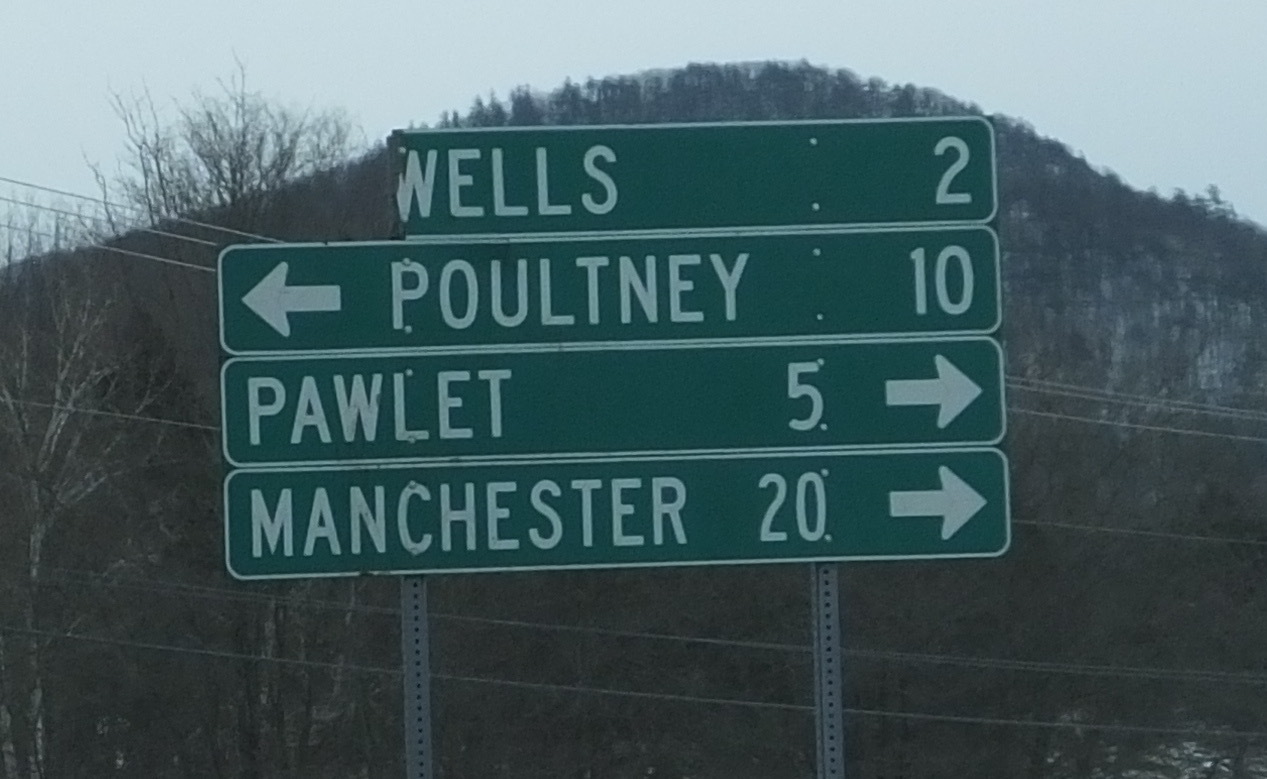 WELLS 2
← POULTNEY 10
PAWLET 5 →
MANCHESTER 20 →